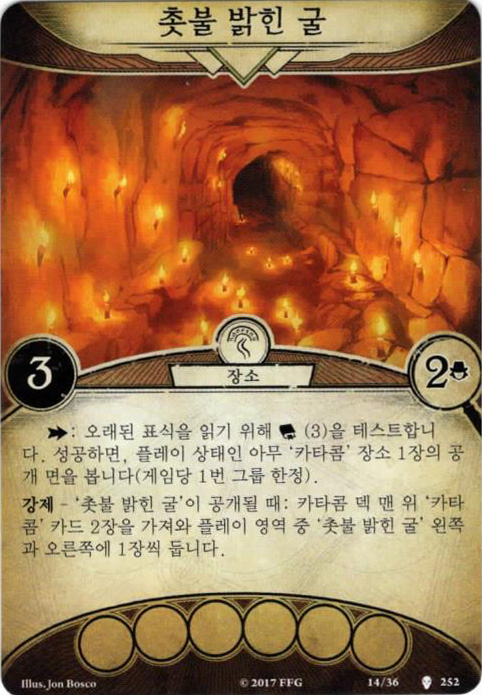 촛불 밝힌 굴
3
장소
2
: 오래된 표식을 읽기 위해 (3)을 테스트합니
다. 성공하면, 플레이 상태인 아무 '카타콤' 장소 1장의 공
개 면을 봅니다(게임당 1번 그룹 한정).
강제 – '촛불 밝힌 굴'이 공개될 때: 카타콤 덱 맨 위 '카타
콤' 카드 2장을 가져와 플레이 영역 중 '촛불 밝힌 굴' 왼쪽
과 오른쪽에 1장씩 둡니다.
Illus. Jon Bosco © 2017 FFG 14/36 252